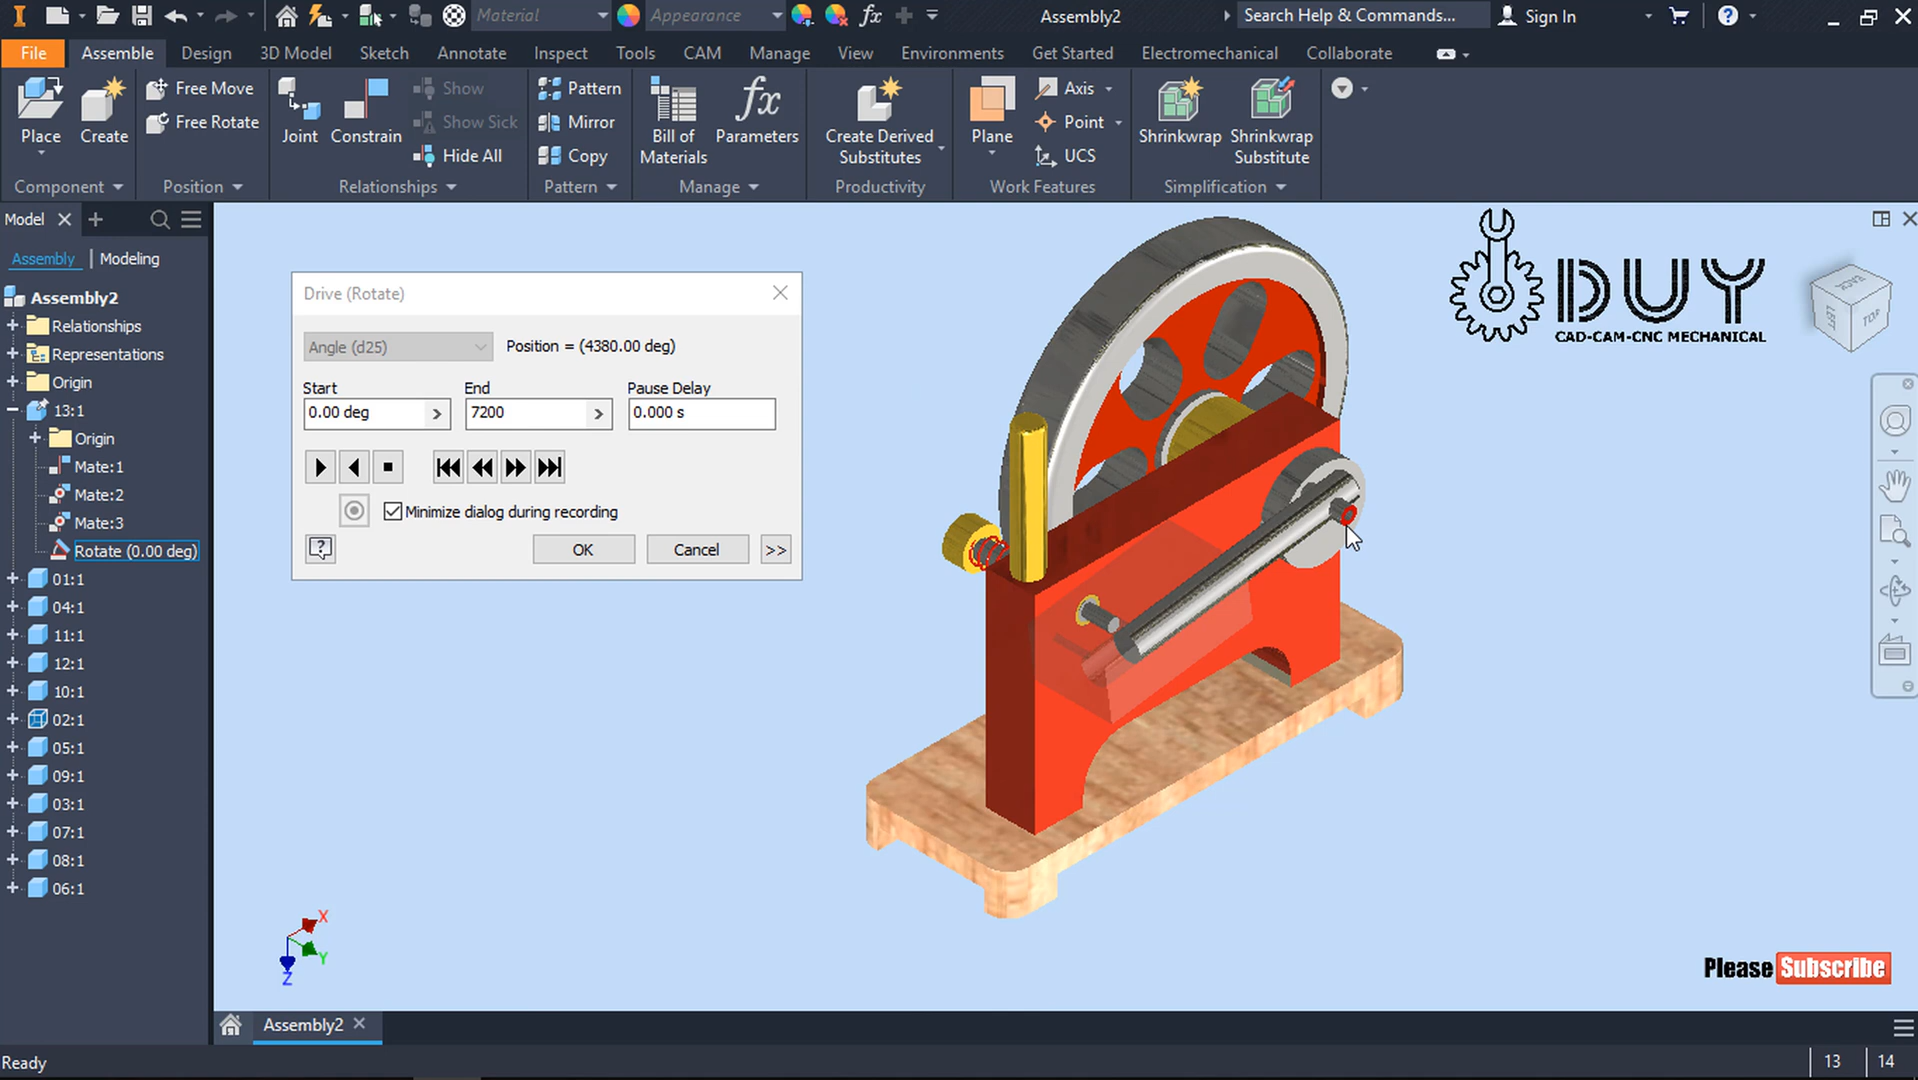 Material
Appearance
Assembly2
Search Help & Commands...
Sign In
File
Assemble
Design
3D Model
Sketch
Annotate
Inspect
Tools
CAM
Manage
View
Environments
Get Started
Electromechanical
Collaborate
Place
Create
Free Move
Free Rotate
Joint
Constrain
Show
Show Sick
Hide All
Pattern
Mirror
Copy
Bill of
Materials
Parameters
Create Derived
Substitutes
Plane
Axis
Point
UCS
Shrinkwrap
Shrinkwrap
Substitute
Component
Position
Relationships
Pattern
Manage
Productivity
Work Features
Simplification
Model
Assembly
Modeling
Assembly2
Relationships
Representations
Origin
13:1
Origin
Mate:1
Mate:2
Mate:3
Rotate (0.00 deg)
01:1
04:1
11:1
12:1
10:1
02:1
05:1
09:1
03:1
07:1
08:1
06:1
Drive (Rotate)
Angle (d25)
Position = (4380.00 deg)
Start
End
Pause Delay
0.00 deg
7200
0.000 s
Minimize dialog during recording
OK
Cancel
>>
DUY
CAD-CAM-CNC MECHANICAL
BACK
LEFT
TOP
X
Y
Z
Please Subscribe
Assembly2
Ready
13
14